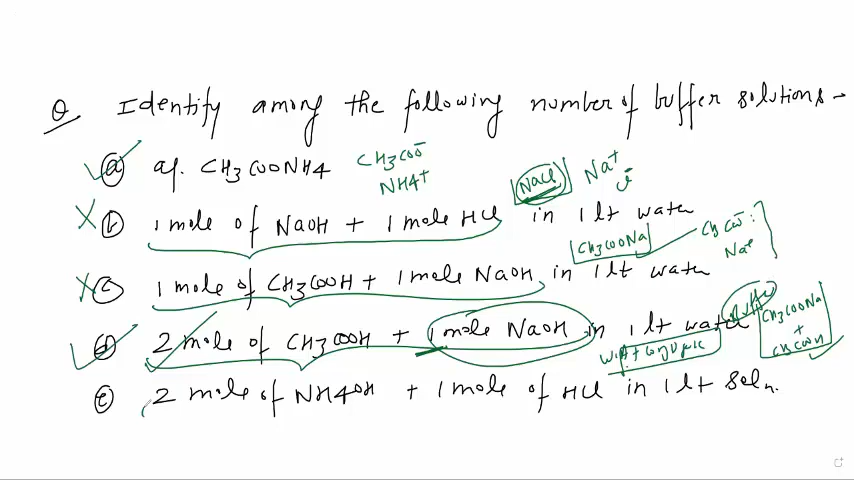 Q Identify among the following number of buffer solutions -
(a) aq. CH3COONH4 CH3COO- NH4+ NaCl Na+ Cl-
(b) 1 mole of NaOH + 1 mole HCl in 1 lt water
CH3COONa CH3COO- Na+
(c) 1 mole of CH3COOH + 1 mole NaOH in 1 lt water
(d) 2 mole of CH3COOH + 1 mole NaOH in 1 lt water CH3COONa + CH3COOH
(e) 2 mole of NH4OH + 1 mole of HCl in 1 lt soln.